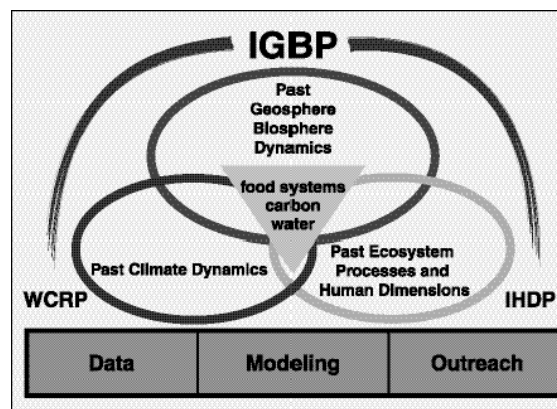 IGBP
Past
Geosphere
Biosphere
Dynamics
food systems
carbon
water
Past Climate Dynamics
Past Ecosystem
Processes and
Human Dimensions
WCRP
IHDP
Data
Modeling
Outreach